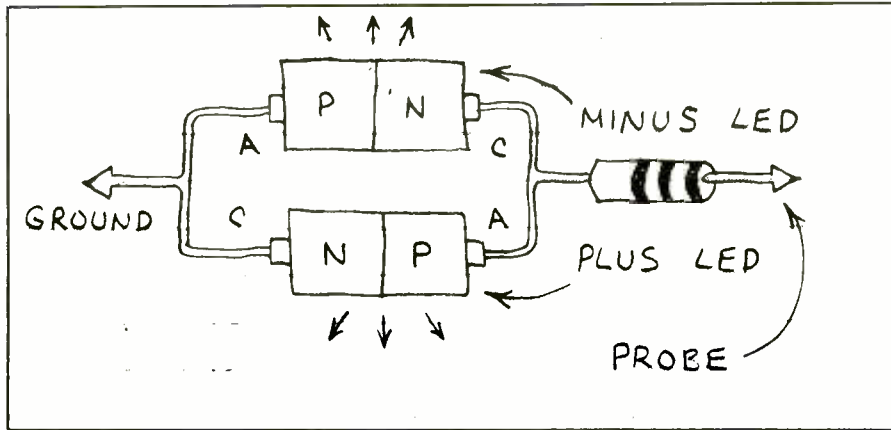 P N
MINUS LED
A C
GROUND
C A
N P
PLUS LED
PROBE